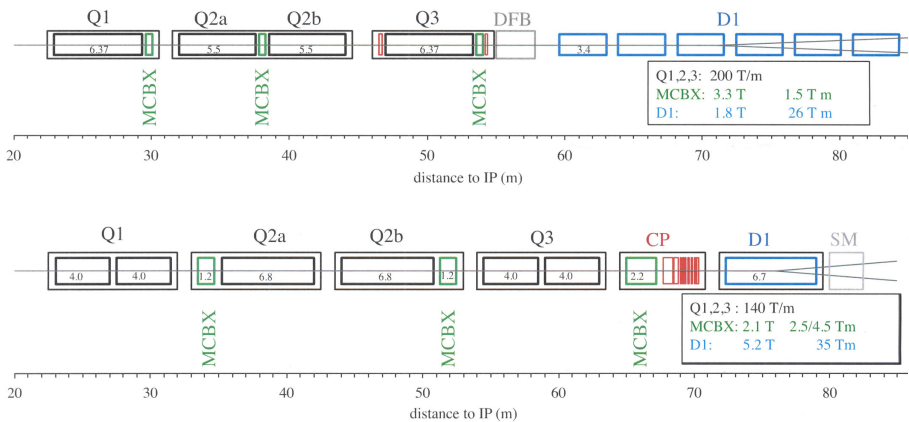 Q1 Q2a Q2b Q3 DFB D1
6.37 5.5 5.5 6.37 3.4
MCBX MCBX MCBX
Q1,2,3: 200 T/m
MCBX: 3.3 T 1.5 T m
D1: 1.8 T 26 T m
20 30 40 50 60 70 80
distance to IP (m)
Q1 Q2a Q2b Q3 CP D1 SM
4.0 4.0 1.2 6.8 6.8 1.2 4.0 4.0 2.2 6.7
MCBX MCBX MCBX
Q1,2,3 : 140 T/m
MCBX: 2.1 T 2.5/4.5 Tm
D1: 5.2 T 35 Tm
20 30 40 50 60 70 80
distance to IP (m)